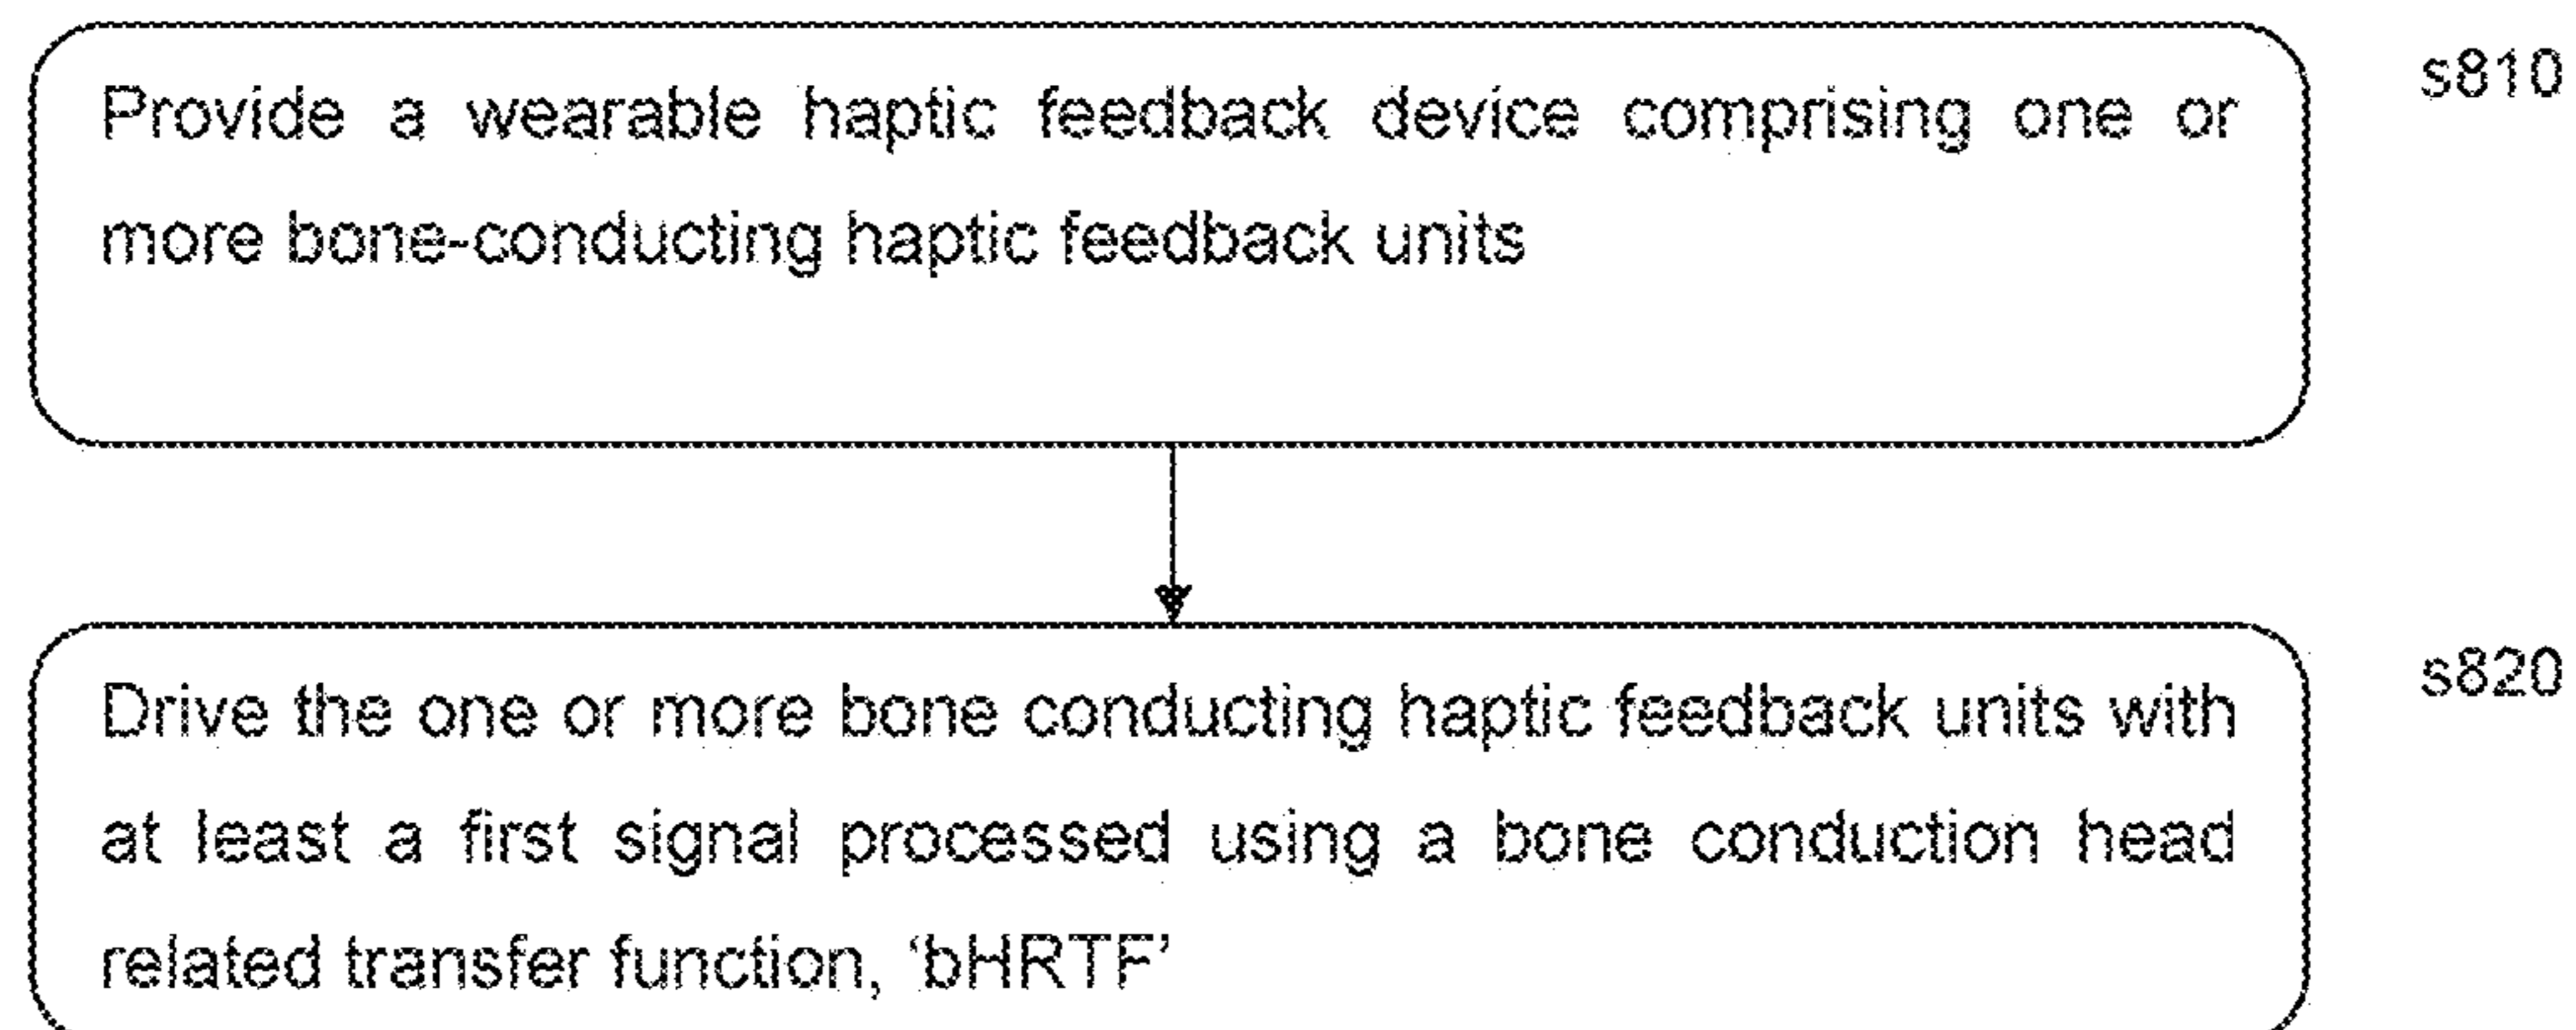 Provide a wearable haptic feedback device comprising one or
s810
more bone-conducting haptic feedback units
Drive the one or more bone conducting haptic feedback units with
s820
at least a first signal processed using a bone conduction head
related transfer function, ‘bHRTF’